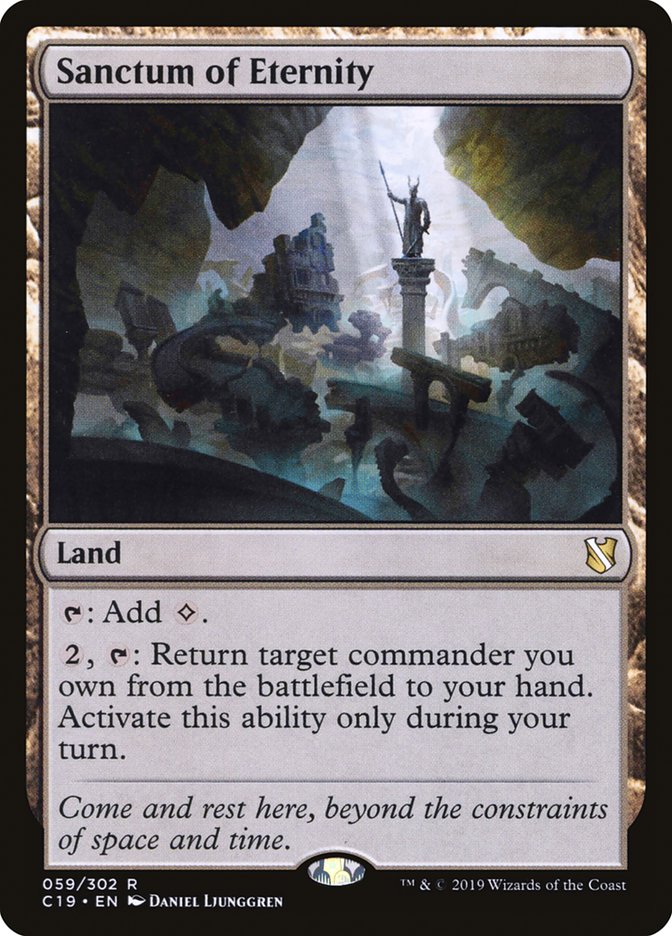 Sanctum of Eternity
Land
: Add .
2, : Return target commander you
own from the battlefield to your hand.
Activate this ability only during your
turn.
Come and rest here, beyond the constraints
of space and time.
059/302 R
C19 • EN Daniel Ljunggren
™ & © 2019 Wizards of the Coast